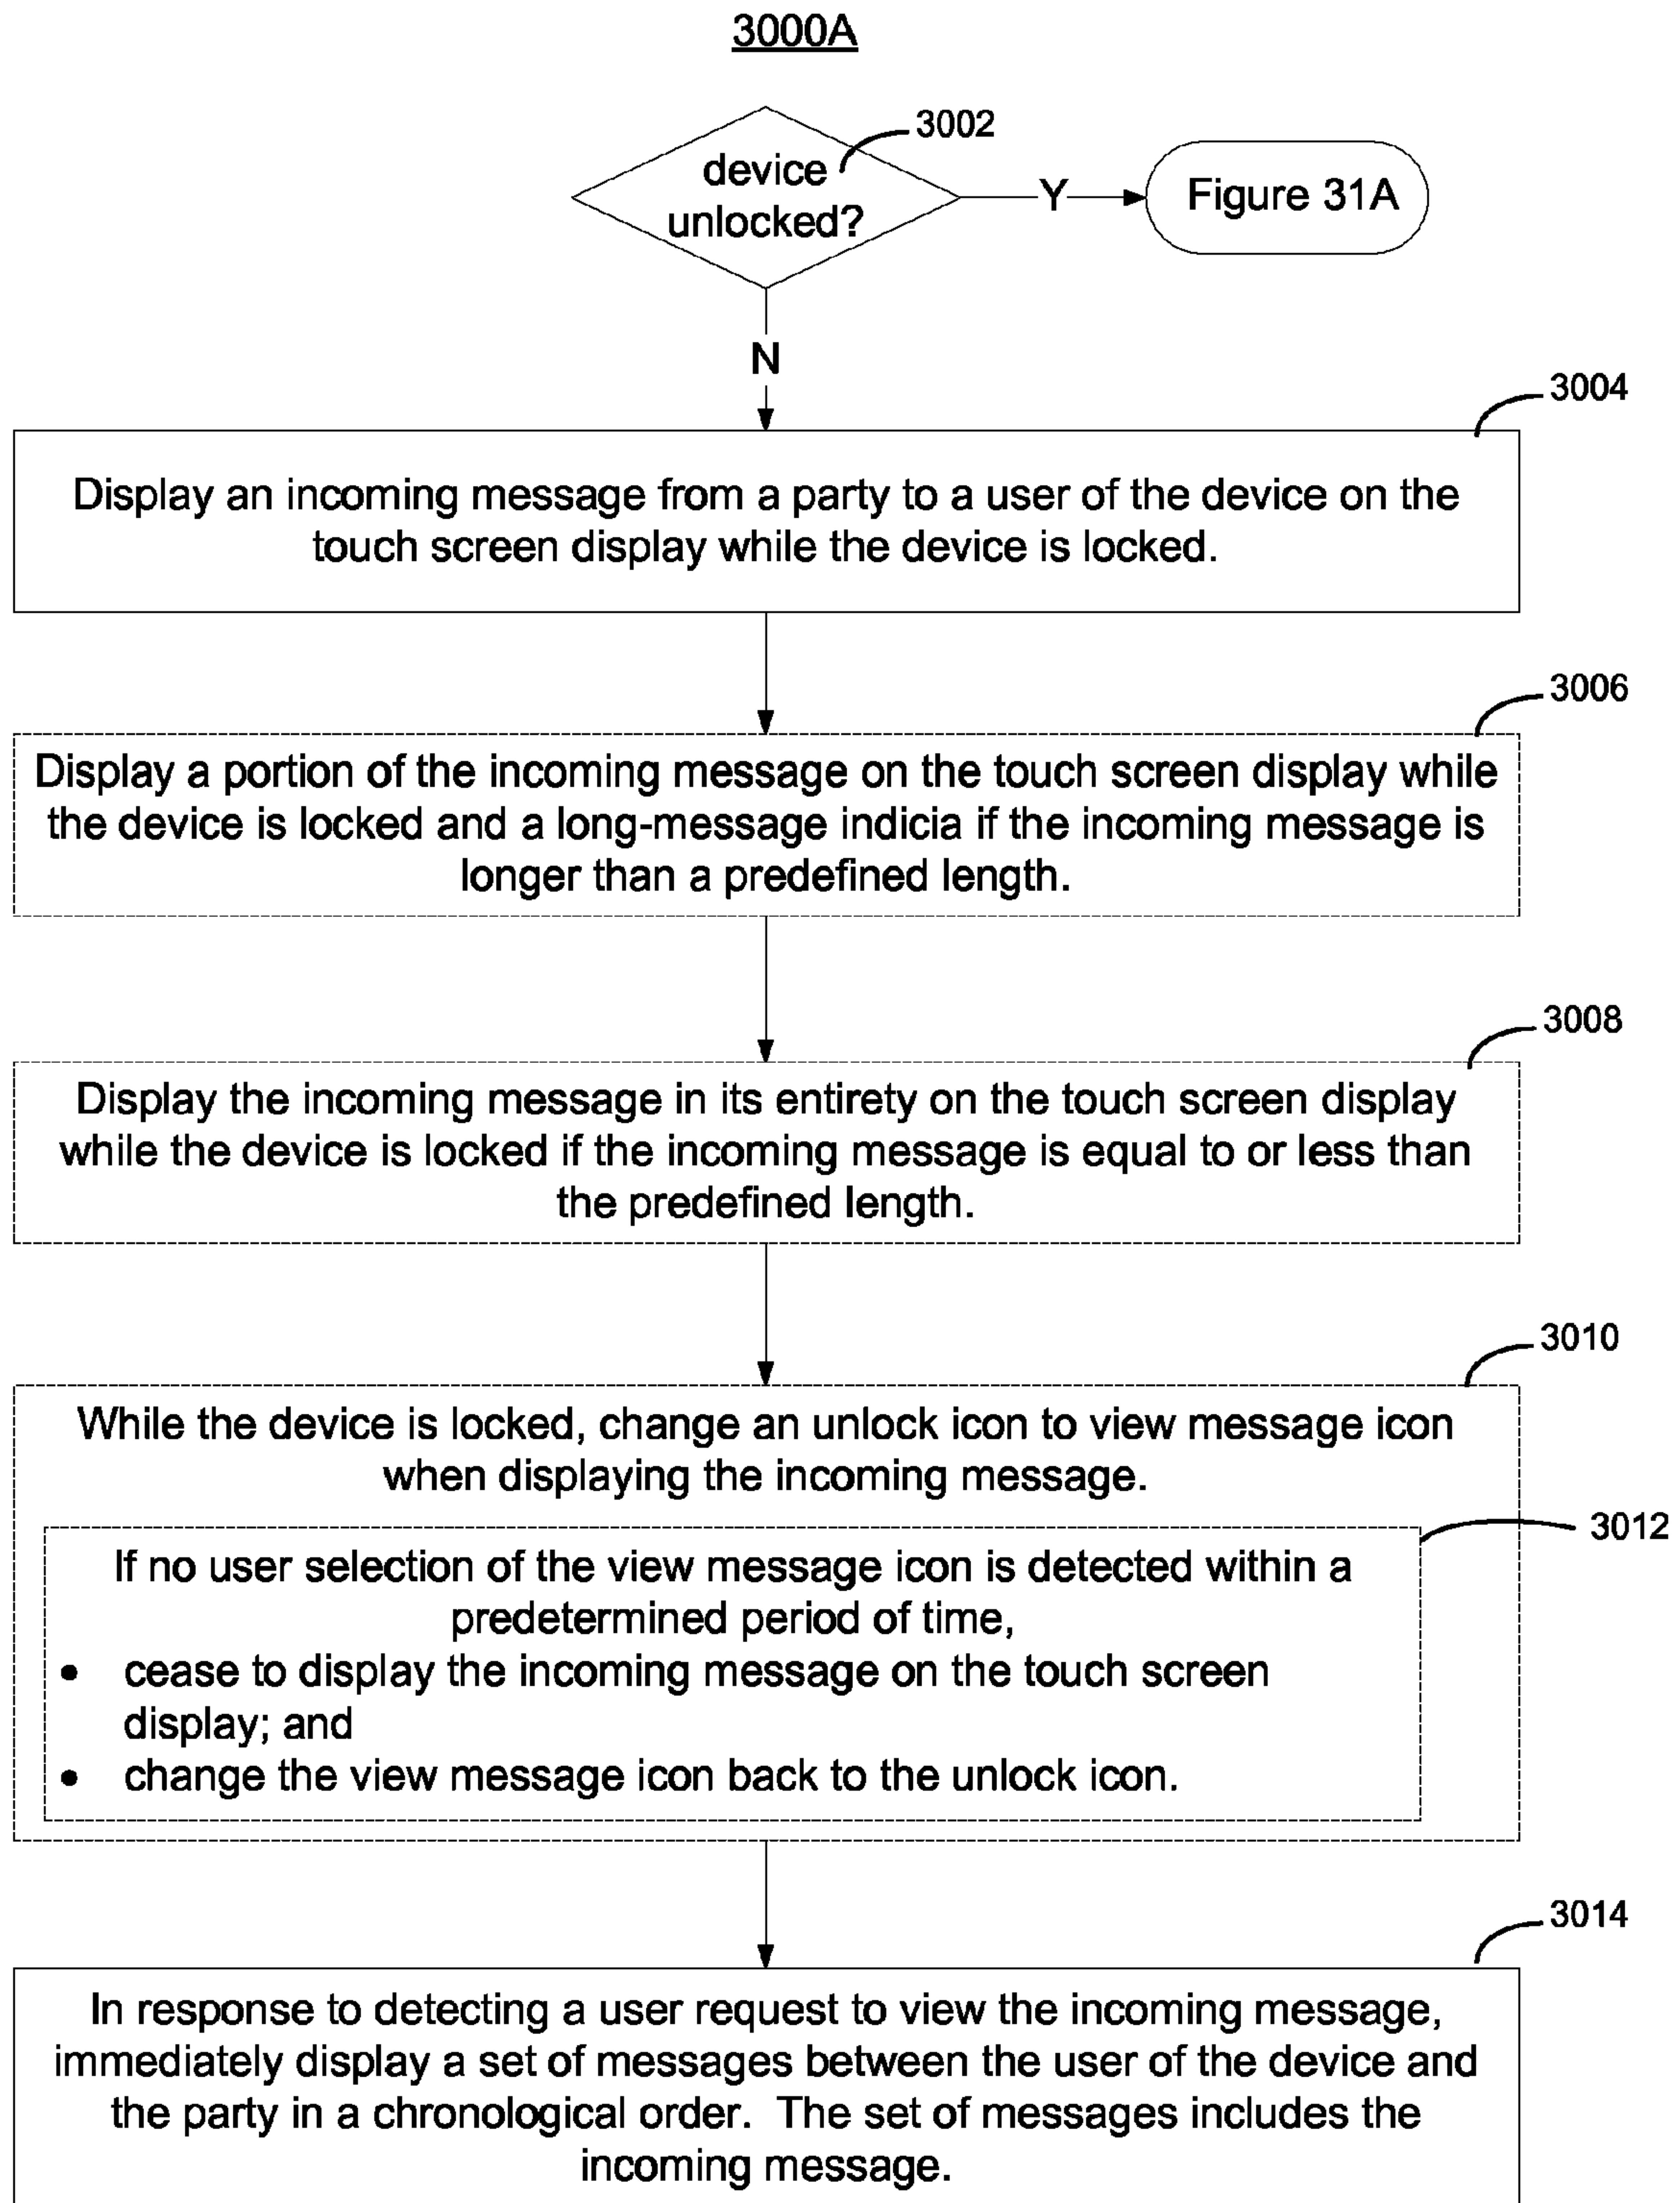 3000A
3002
device
unlocked?
Y
Figure 31A
N
3004
Display an incoming message from a party to a user of the device on the
touch screen display while the device is locked.
3006
Display a portion of the incoming message on the touch screen display while
the device is locked and a long-message indicia if the incoming message is
longer than a predefined length.
3008
Display the incoming message in its entirety on the touch screen display
while the device is locked if the incoming message is equal to or less than
the predefined length.
3010
While the device is locked, change an unlock icon to view message icon
when displaying the incoming message.
3012
If no user selection of the view message icon is detected within a
predetermined period of time,
• cease to display the incoming message on the touch screen
display; and
• change the view message icon back to the unlock icon.
3014
In response to detecting a user request to view the incoming message,
immediately display a set of messages between the user of the device and
the party in a chronological order. The set of messages includes the
incoming message.